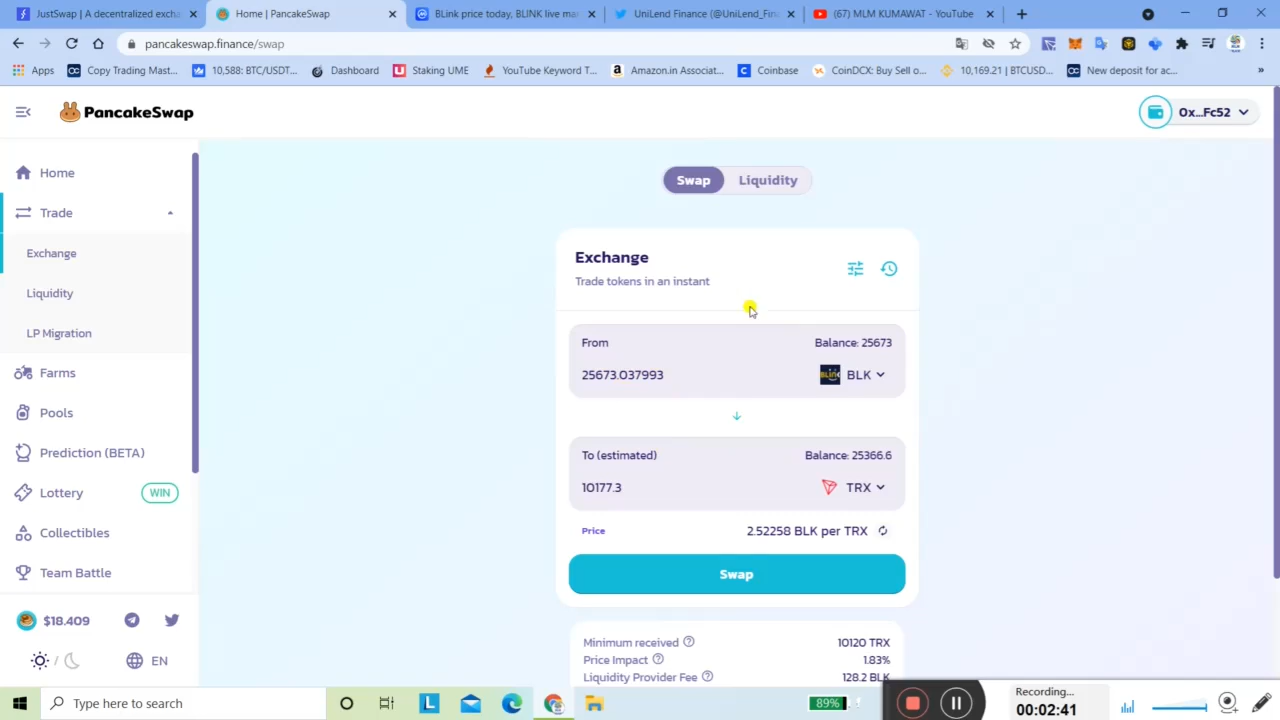 JustSwap | A decentralized excha
Home | PancakeSwap
BLink price today, BLINK live mar
UniLend Finance (@UniLend_Fin
(67) MLM KUMAWAT - YouTube
pancakeswap.finance/swap
Apps
Copy Trading Mast...
10,588: BTC/USDT...
Dashboard
Staking UME
YouTube Keyword T...
Amazon.in Associat...
Coinbase
CoinDCX: Buy Sell o...
10,169.21 | BTCUSD...
New deposit for ac...
»
PancakeSwap
0x...Fc52
Home
Trade
Exchange
Liquidity
LP Migration
Farms
Pools
Prediction (BETA)
Lottery
WIN
Collectibles
Team Battle
$18.409
/
EN
Swap
Liquidity
Exchange
Trade tokens in an instant
From
Balance: 25673
25673.037993
BLK
To (estimated)
Balance: 25366.6
10177.3
TRX
Price
2.52258 BLK per TRX
Swap
Minimum received
10120 TRX
Price Impact
1.83%
Liquidity Provider Fee
128.2 BLK
Type here to search
L
89%
Recording...
00:02:41